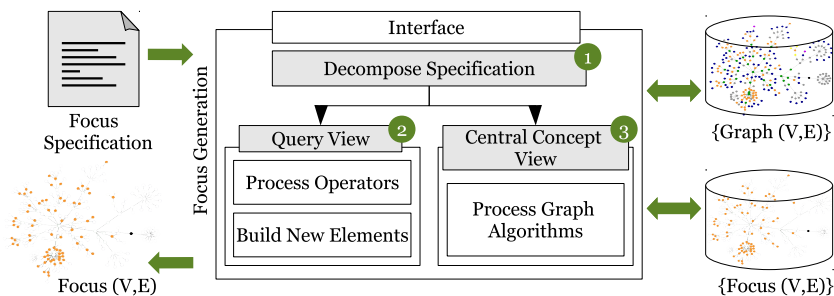 Focus
Specification
Focus (V,E)
Focus Generation
Interface
Decompose Specification
1
Query View
2
Process Operators
Build New Elements
Central Concept
View
3
Process Graph
Algorithms
{Graph (V,E)}
{Focus (V,E)}